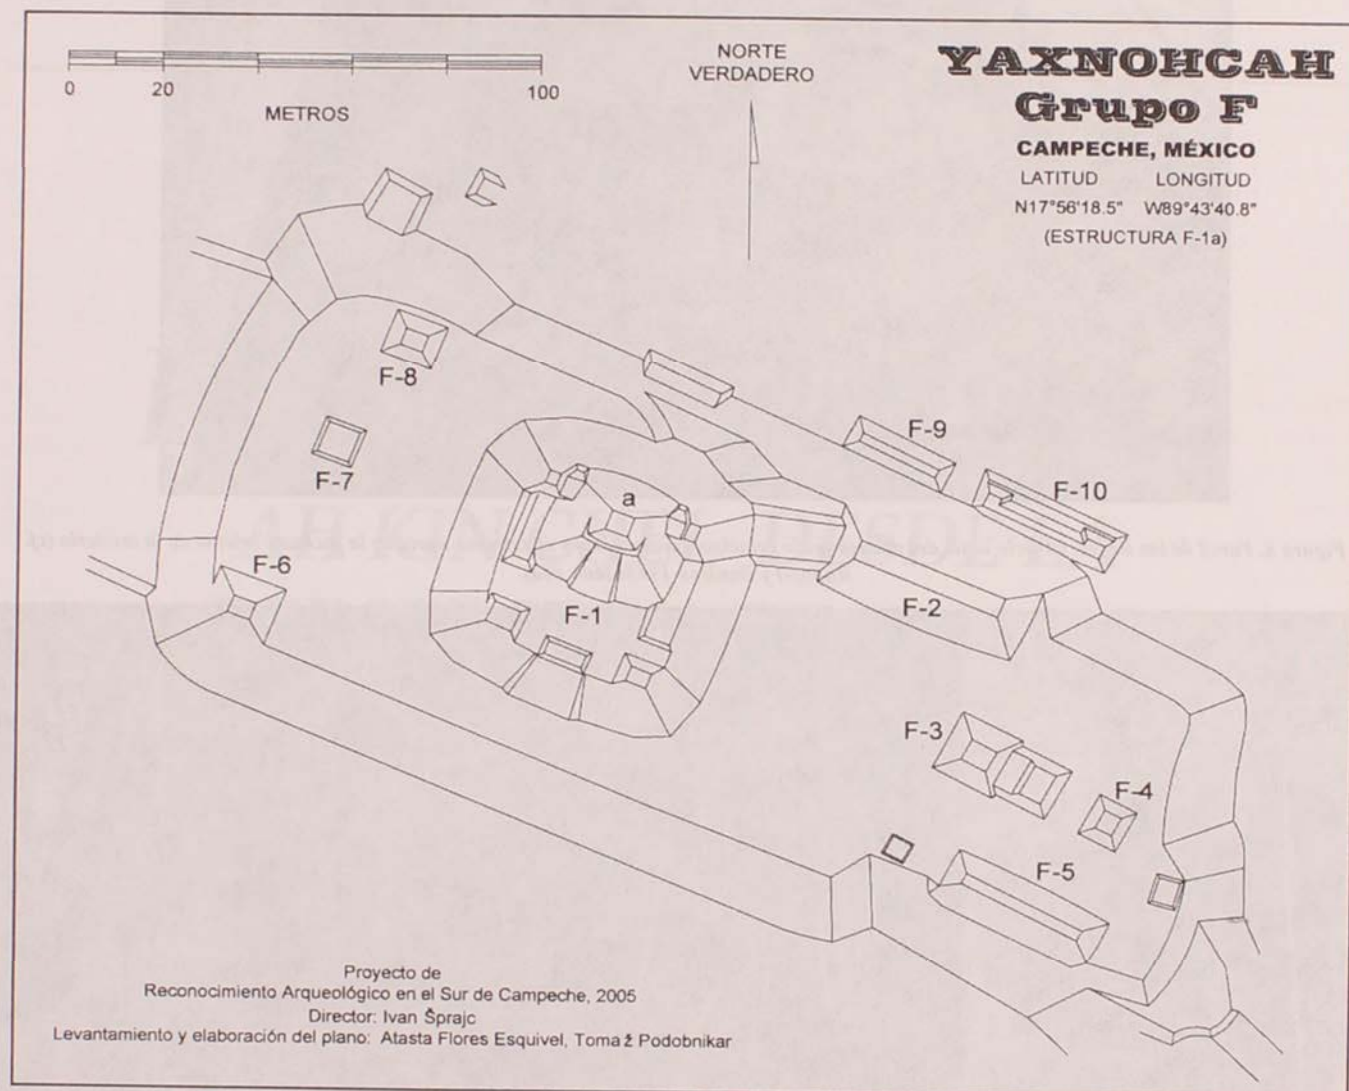 YAXNOHCAH
Grupo F
CAMPECHE, MÉXICO
LATITUD LONGITUD
N17°56'18.5" W89°43'40.8"
(ESTRUCTURA F-1a)
NORTE
VERDADERO
0 20 100
METROS
F-8
F-7
F-6
a
F-1
F-9
F-10
F-2
F-3
F-4
F-5
Proyecto de
Reconocimiento Arqueológico en el Sur de Campeche, 2005
Director: Ivan Šprajc
Levantamiento y elaboración del plano: Atasta Flores Esquivel, Tomaž Podobnikar